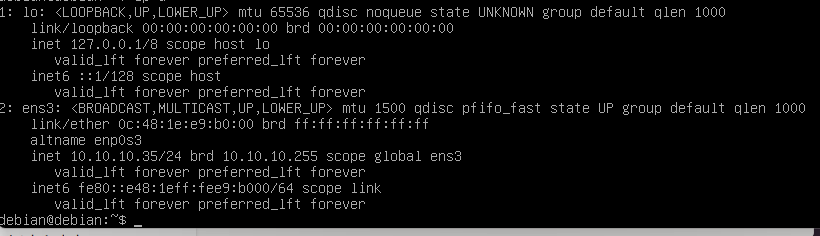 1: lo: <LOOPBACK,UP,LOWER_UP> mtu 65536 qdisc noqueue state UNKNOWN group default qlen 1000
link/loopback 00:00:00:00:00:00 brd 00:00:00:00:00:00
inet 127.0.0.1/8 scope host lo
valid_lft forever preferred_lft forever
inet6 ::1/128 scope host
valid_lft forever preferred_lft forever
2: ens3: <BROADCAST,MULTICAST,UP,LOWER_UP> mtu 1500 qdisc pfifo_fast state UP group default qlen 1000
link/ether 0c:48:1e:e9:b0:00 brd ff:ff:ff:ff:ff:ff
altname enp0s3
inet 10.10.10.35/24 brd 10.10.10.255 scope global ens3
valid_lft forever preferred_lft forever
inet6 fe80::e48:1eff:fee9:b000/64 scope link
valid_lft forever preferred_lft forever
debian@debian:~$ _